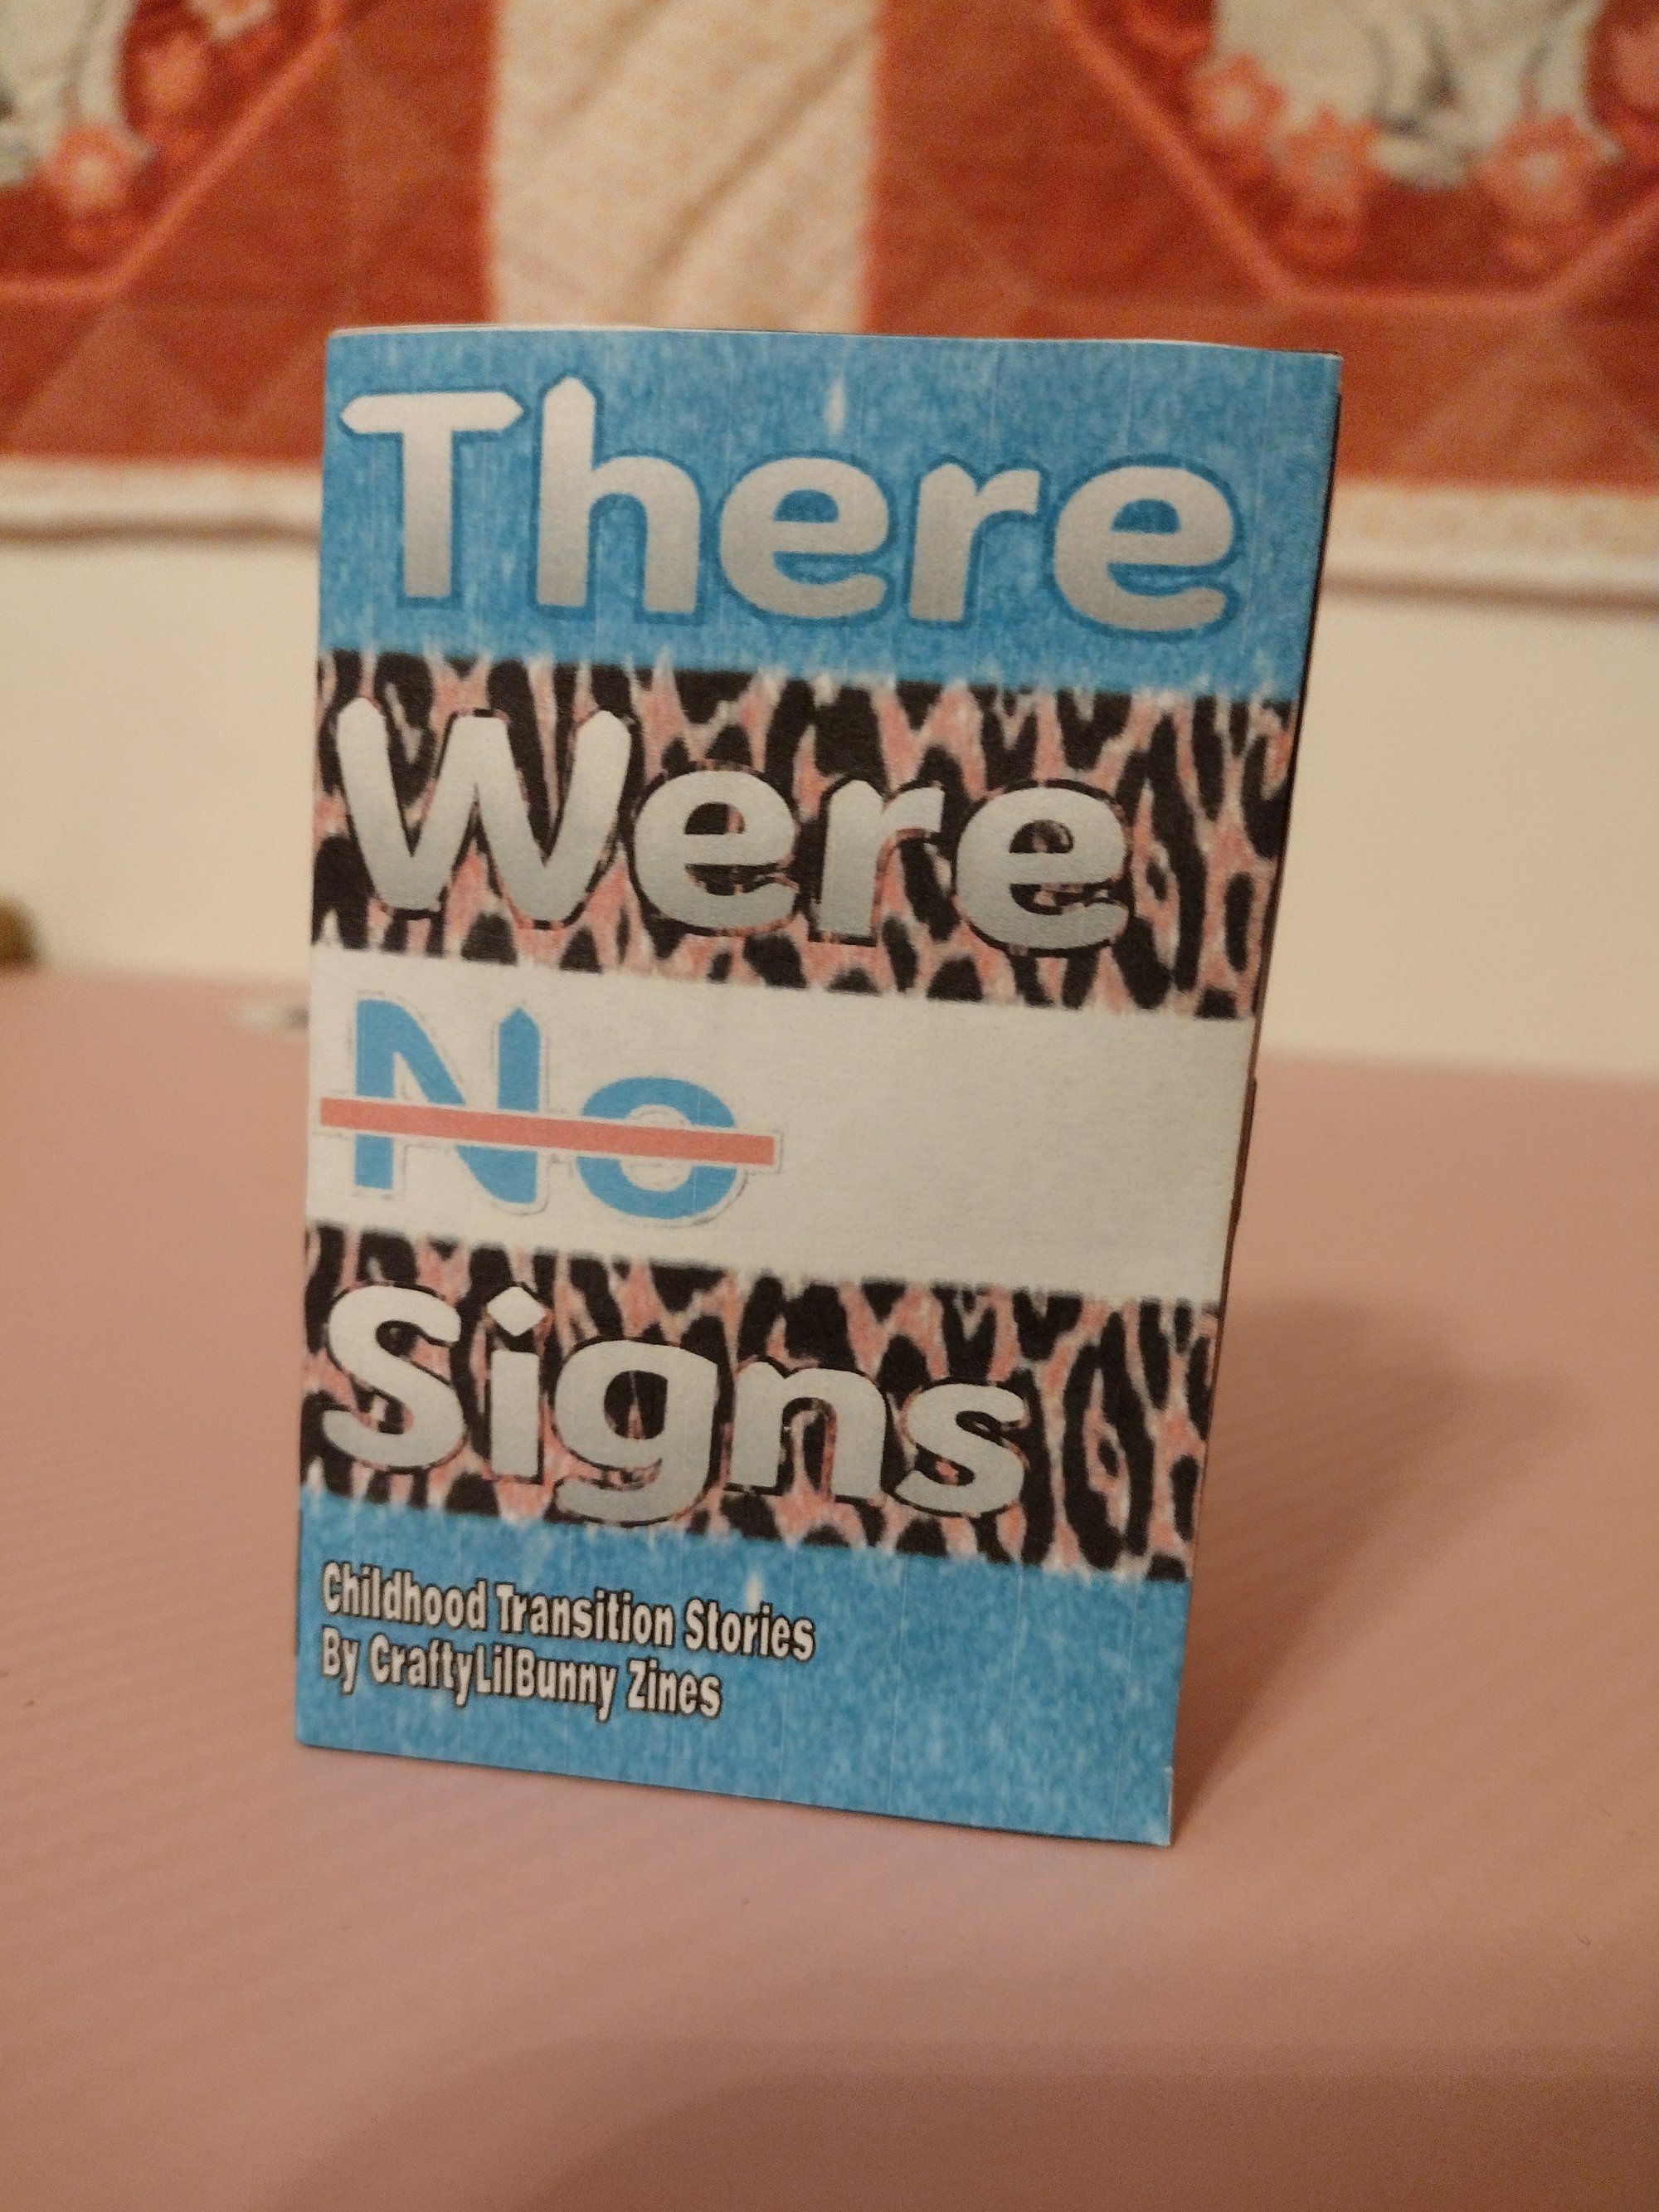 There
Were
No
Signs
Childhood Transition Stories
By CraftyLilBunny Zines